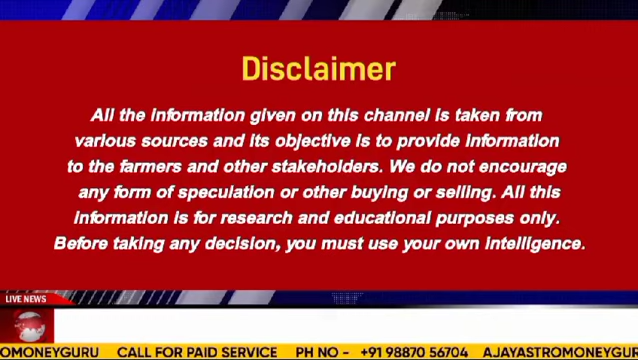 Disclaimer
All the information given on this channel is taken from
various sources and its objective is to provide information
to the farmers and other stakeholders. We do not encourage
any form of speculation or other buying or selling. All this
information is for research and educational purposes only.
Before taking any decision, you must use your own intelligence.
LIVE NEWS
ROMONEYGURU CALL FOR PAID SERVICE PH NO - +91 98870 56704 AJAYASTROMONEYGUR